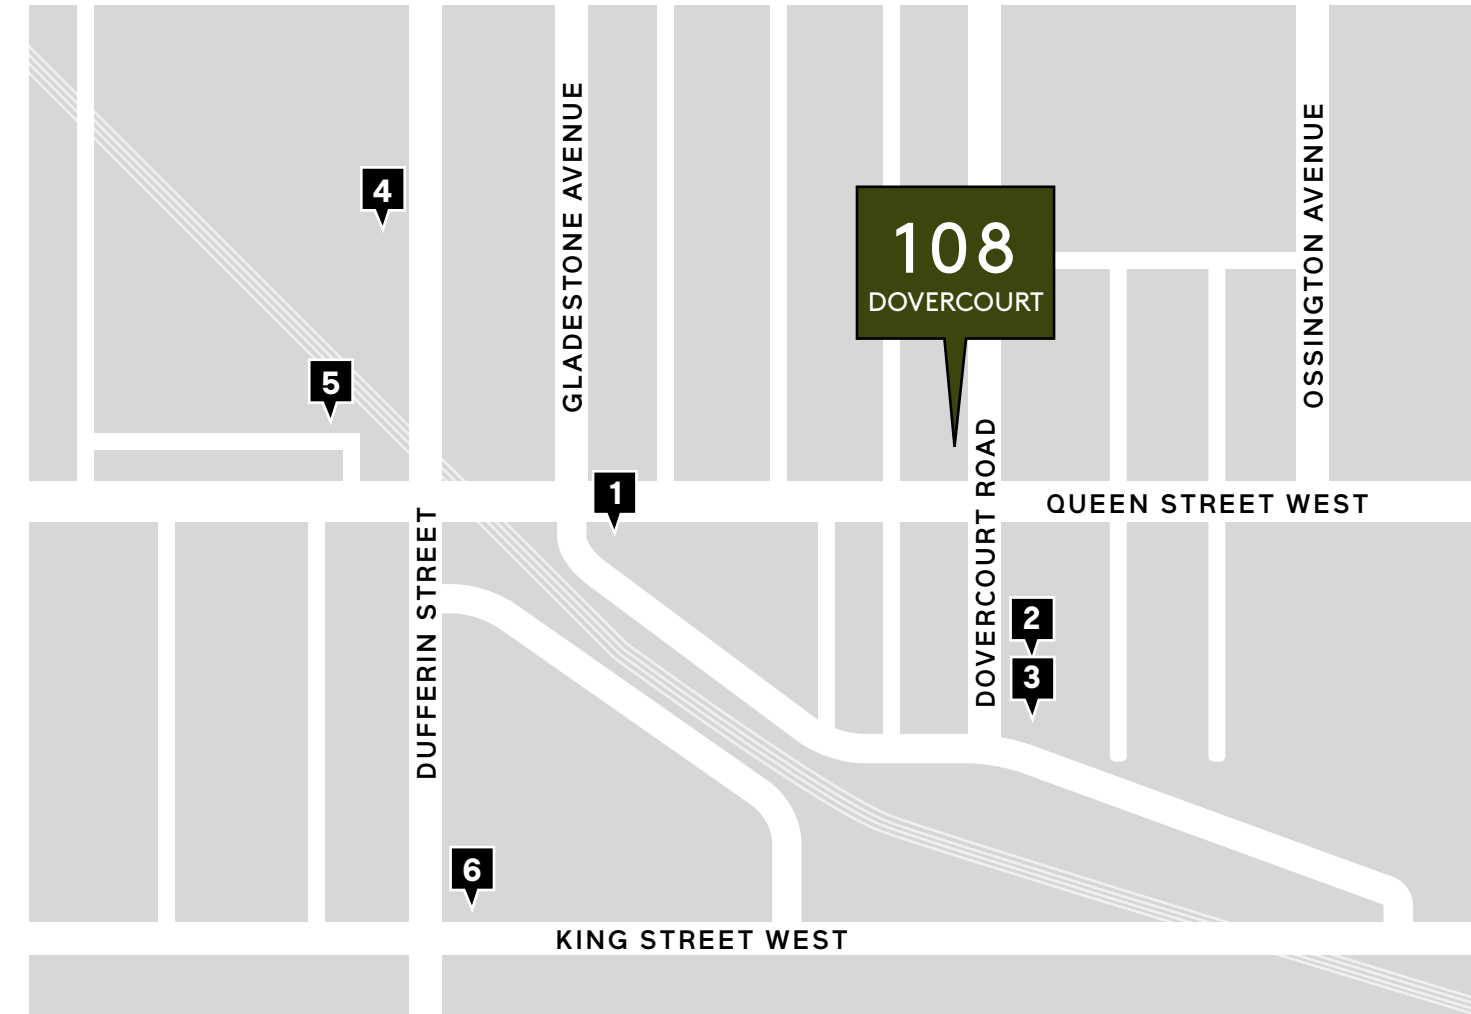 4
GLADESTONE AVENUE
108
DOVERCOURT
OSSINGTON AVENUE
5
1
DOVERCOURT ROAD
QUEEN STREET WEST
DUFFERIN STREET
2
3
6
KING STREET WEST